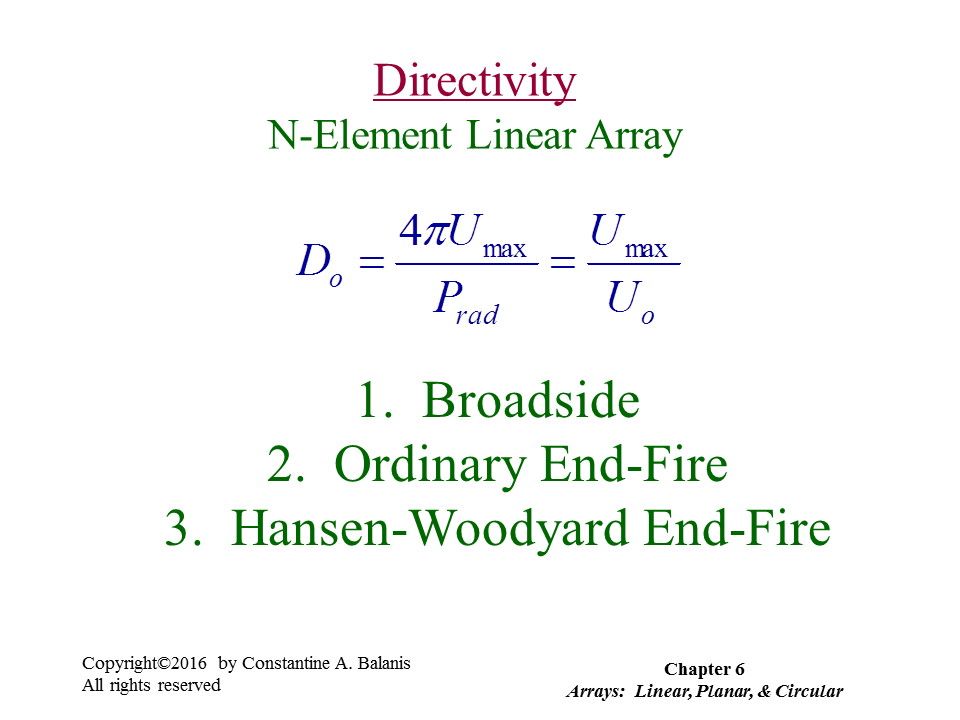 Directivity
N-Element Linear Array
D_o = 4πU_max / P_rad = U_max / U_o
1. Broadside
2. Ordinary End-Fire
3. Hansen-Woodyard End-Fire
Copyright©2016 by Constantine A. Balanis
All rights reserved
Chapter 6
Arrays: Linear, Planar, & Circular